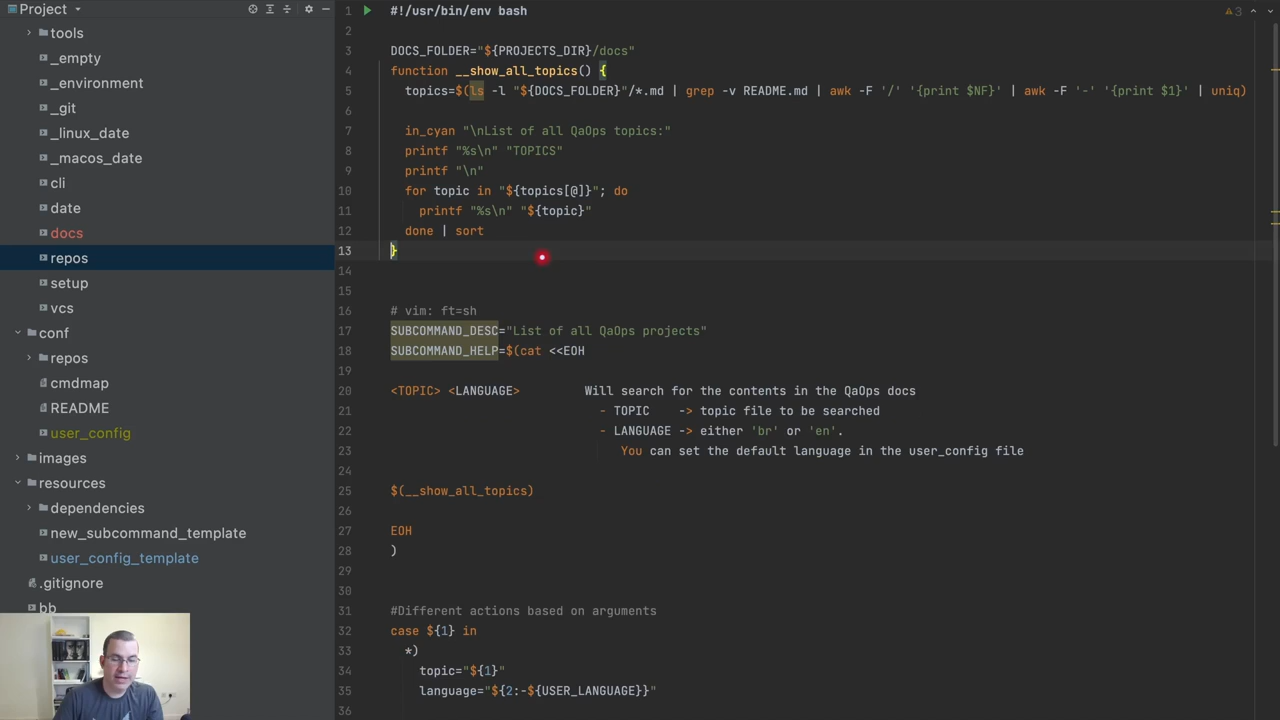 Project
tools
_empty
_environment
_git
_linux_date
_macos_date
cli
date
docs
repos
setup
vcs
conf
repos
cmdmap
README
user_config
images
resources
dependencies
new_subcommand_template
user_config_template
.gitignore
bb
3
1 #!/usr/bin/env bash
2
3 DOCS_FOLDER="${PROJECTS_DIR}/docs"
4 function __show_all_topics() {
5 topics=$(ls -l "${DOCS_FOLDER}"/*.md | grep -v README.md | awk -F '/' '{print $NF}' | awk -F '-' '{print $1}' | uniq)
6
7 in_cyan "\nList of all QaOps topics:"
8 printf "%s\n" "TOPICS"
9 printf "\n"
10 for topic in "${topics[@]}"; do
11 printf "%s\n" "${topic}"
12 done | sort
13 }
14
15
16 # vim: ft=sh
17 SUBCOMMAND_DESC="List of all QaOps projects"
18 SUBCOMMAND_HELP=$(cat <<EOH
19
20 <TOPIC> <LANGUAGE> Will search for the contents in the QaOps docs
21 - TOPIC -> topic file to be searched
22 - LANGUAGE -> either 'br' or 'en'.
23 You can set the default language in the user_config file
24
25 $(__show_all_topics)
26
27 EOH
28 )
29
30
31 #Different actions based on arguments
32 case ${1} in
33 *)
34 topic="${1}"
35 language="${2:-${USER_LANGUAGE}}"
36